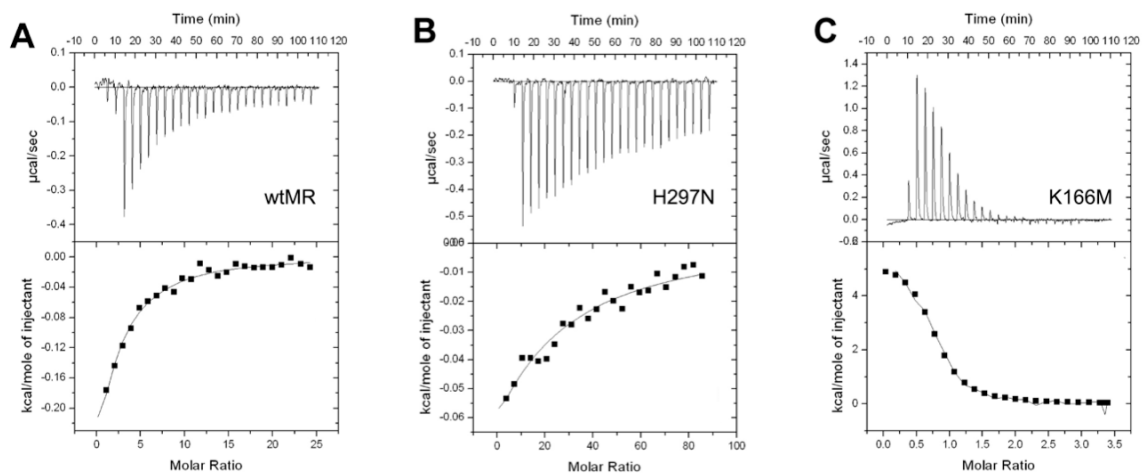 A
Time (min)
-10 0 10 20 30 40 50 60 70 80 90 100 110 120
0.1
0.0
-0.1
-0.2
-0.3
-0.4
µcal/sec
wtMR
0.00
-0.04
-0.08
-0.12
-0.16
-0.20
kcal/mole of injectant
0 5 10 15 20 25
Molar Ratio
B
Time (min)
-10 0 10 20 30 40 50 60 70 80 90 100 110
0.1
0.0
-0.1
-0.2
-0.3
-0.4
-0.5
µcal/sec
H297N
-0.01
-0.02
-0.03
-0.04
-0.05
-0.06
kcal/mole of injectant
0 20 40 60 80 100
Molar Ratio
C
Time (min)
-10 0 10 20 30 40 50 60 70 80 90 100 110 120
1.4
1.2
1.0
0.8
0.6
0.4
0.2
0.0
µcal/sec
K166M
4
2
0
kcal/mole of injectant
0.0 0.5 1.0 1.5 2.0 2.5 3.0 3.5
Molar Ratio